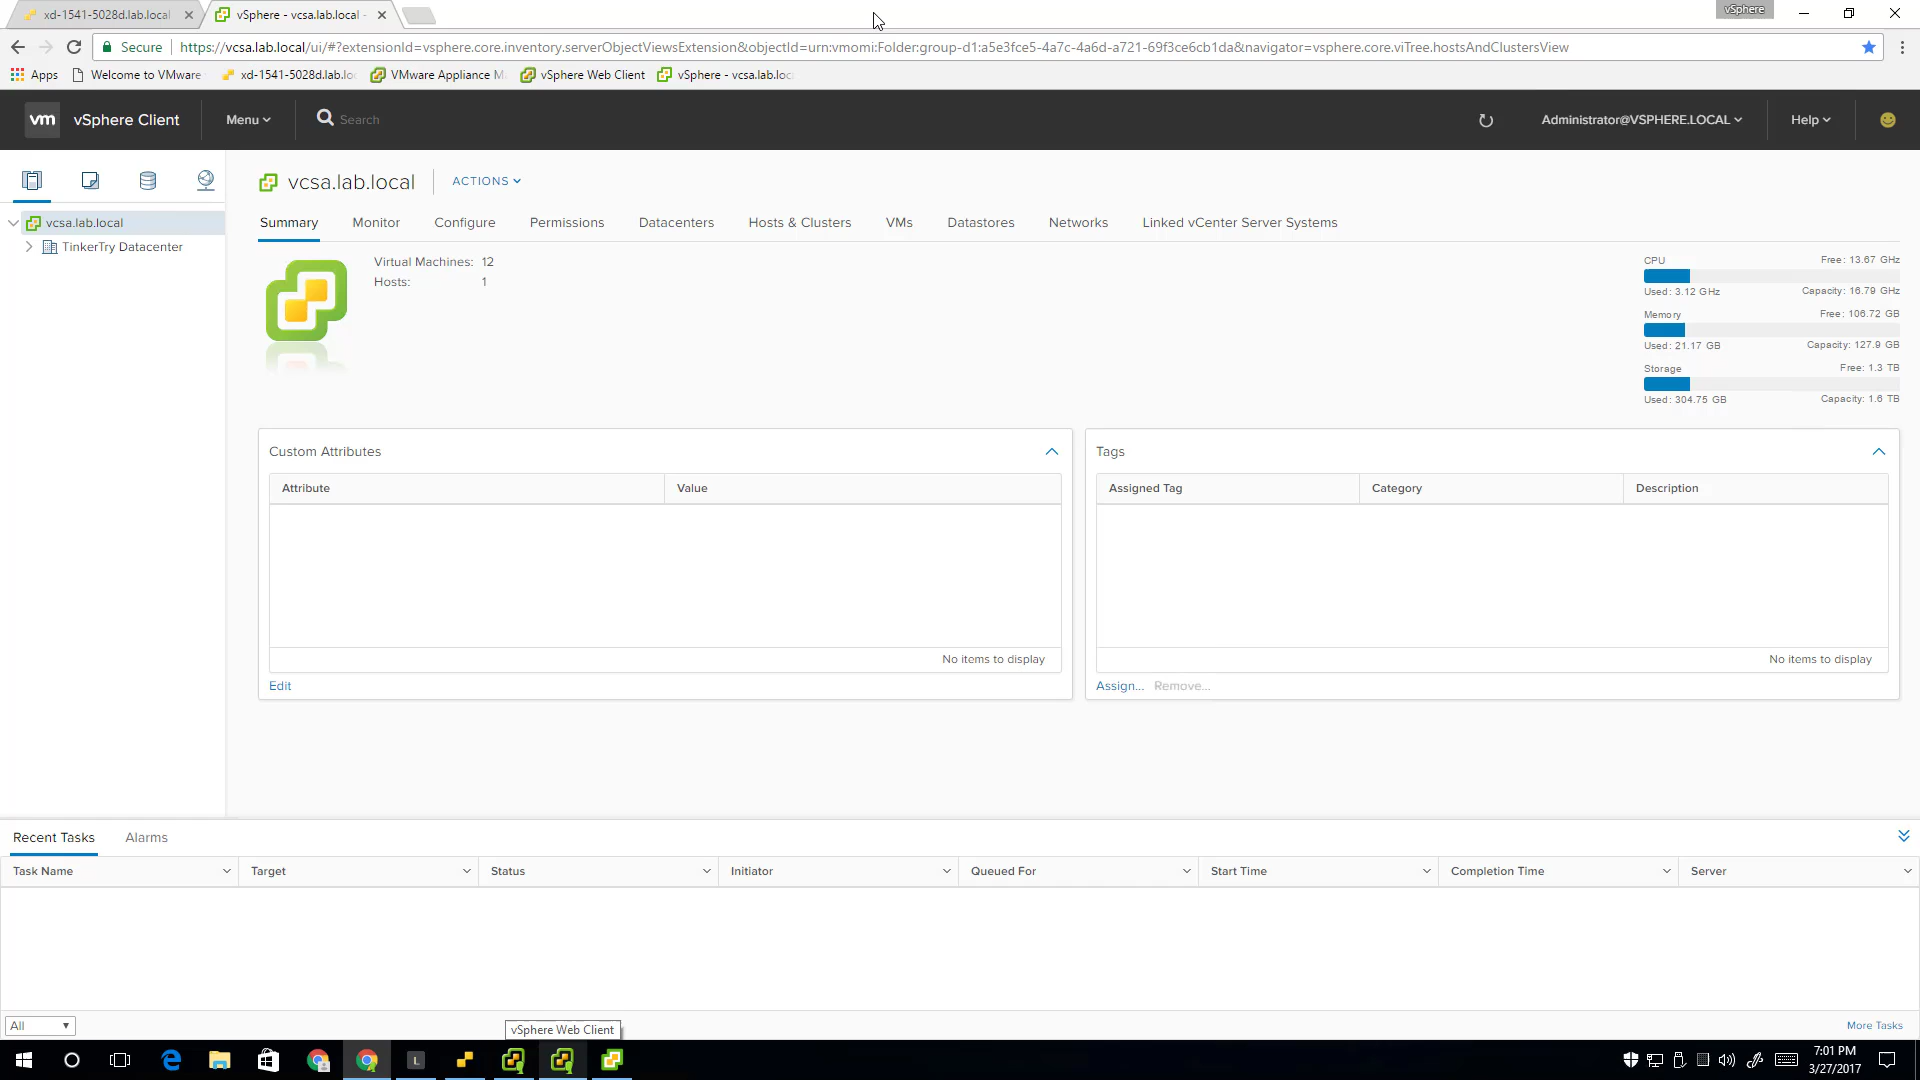 xd-1541-5028d.lab.local
vSphere - vcsa.lab.local -
vSphere
Secure
https://vcsa.lab.local/ui/#?extensionId=vsphere.core.inventory.serverObjectViewsExtension&objectId=urn:vmomi:Folder:group-d1:a5e3fce5-4a7c-4a6d-a721-69f3ce6cb1da&navigator=vsphere.core.viTree.hostsAndClustersView
Apps
Welcome to VMware
xd-1541-5028d.lab.loc
VMware Appliance M
vSphere Web Client
vSphere - vcsa.lab.loc
vm
vSphere Client
Menu
Search
Administrator@VSPHERE.LOCAL
Help
vcsa.lab.local
TinkerTry Datacenter
vcsa.lab.local
ACTIONS
Summary
Monitor
Configure
Permissions
Datacenters
Hosts & Clusters
VMs
Datastores
Networks
Linked vCenter Server Systems
Virtual Machines: 12
Hosts: 1
CPU Free: 13.67 GHz
Used: 3.12 GHz Capacity: 16.79 GHz
Memory Free: 106.72 GB
Used: 21.17 GB Capacity: 127.9 GB
Storage Free: 1.3 TB
Used: 304.75 GB Capacity: 1.6 TB
Custom Attributes
Attribute Value
No items to display
Edit
Tags
Assigned Tag Category Description
No items to display
Assign... Remove...
Recent Tasks Alarms
Task Name Target Status Initiator Queued For Start Time Completion Time Server
All
More Tasks
vSphere Web Client
L
7:01 PM
3/27/2017